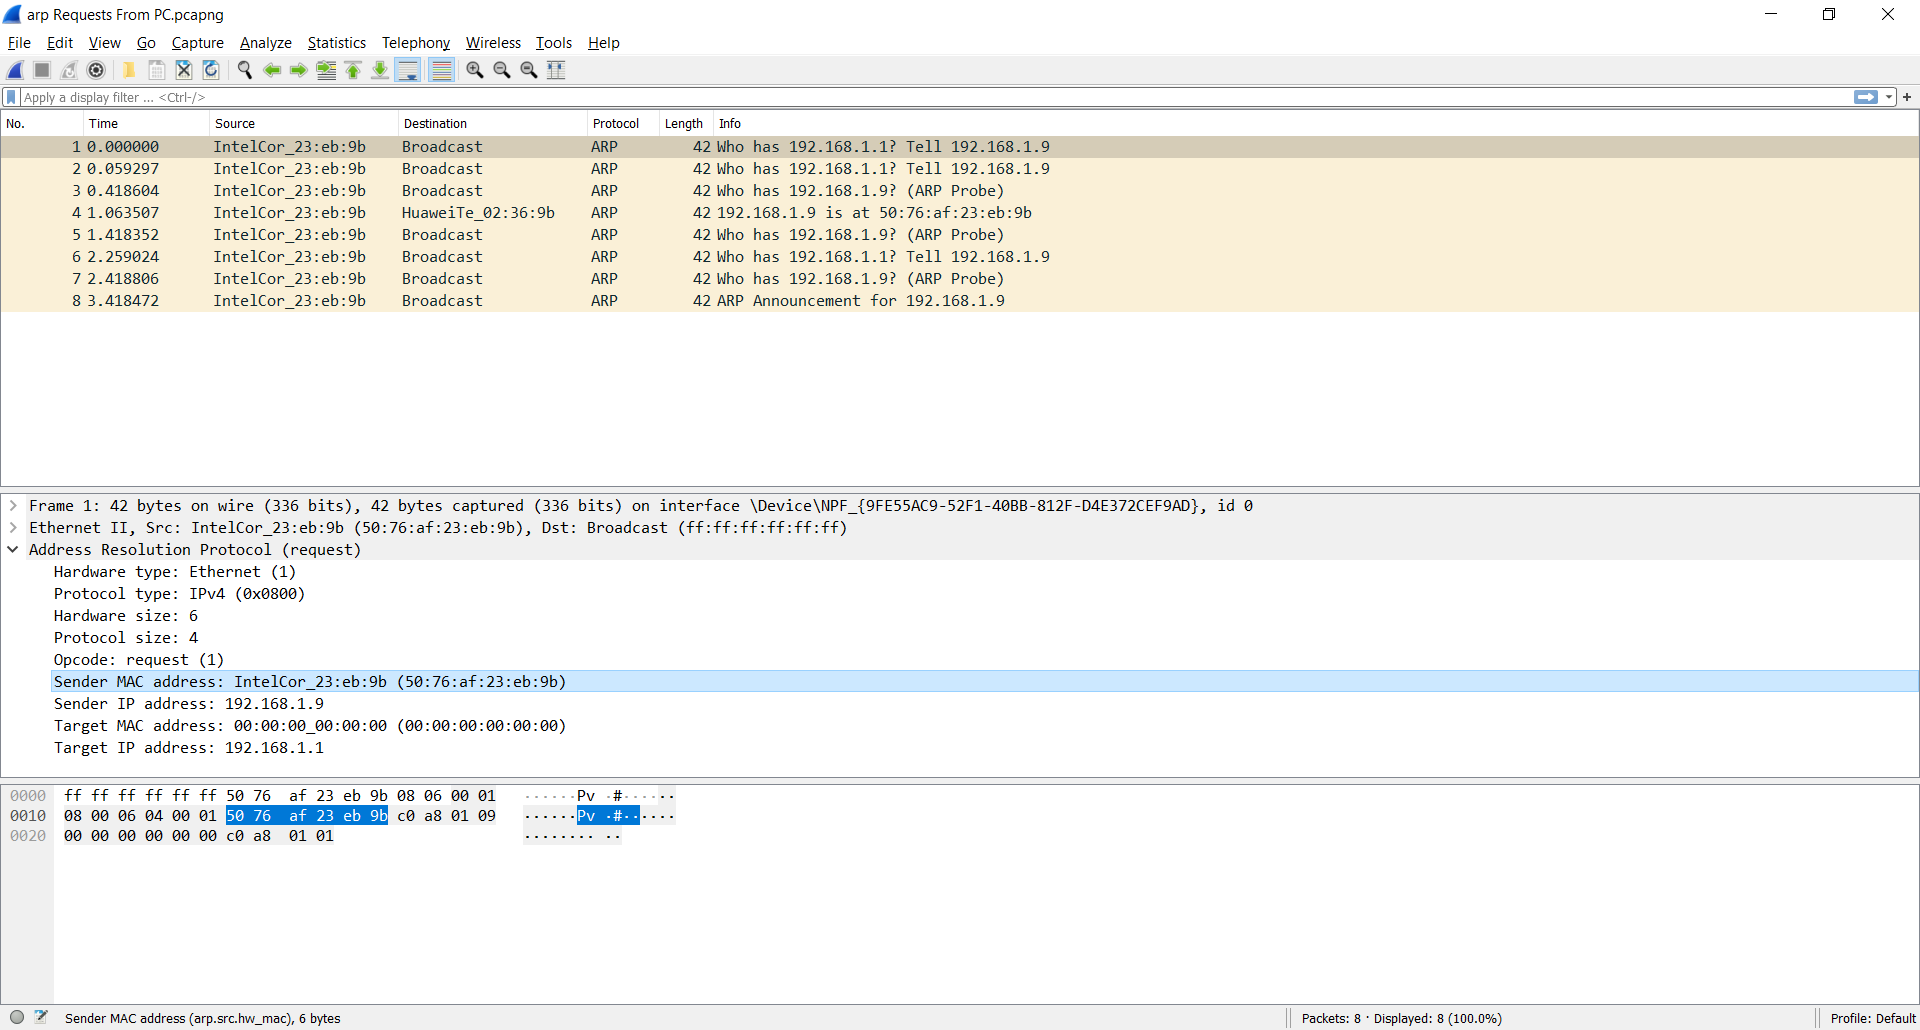 arp Requests From PC.pcapng
File Edit View Go Capture Analyze Statistics Telephony Wireless Tools Help
Apply a display filter ... <Ctrl-/>
No. Time Source Destination Protocol Length Info
1 0.000000 IntelCor_23:eb:9b Broadcast ARP 42 Who has 192.168.1.1? Tell 192.168.1.9
2 0.059297 IntelCor_23:eb:9b Broadcast ARP 42 Who has 192.168.1.1? Tell 192.168.1.9
3 0.418604 IntelCor_23:eb:9b Broadcast ARP 42 Who has 192.168.1.9? (ARP Probe)
4 1.063507 IntelCor_23:eb:9b HuaweiTe_02:36:9b ARP 42 192.168.1.9 is at 50:76:af:23:eb:9b
5 1.418352 IntelCor_23:eb:9b Broadcast ARP 42 Who has 192.168.1.9? (ARP Probe)
6 2.259024 IntelCor_23:eb:9b Broadcast ARP 42 Who has 192.168.1.1? Tell 192.168.1.9
7 2.418806 IntelCor_23:eb:9b Broadcast ARP 42 Who has 192.168.1.9? (ARP Probe)
8 3.418472 IntelCor_23:eb:9b Broadcast ARP 42 ARP Announcement for 192.168.1.9
Frame 1: 42 bytes on wire (336 bits), 42 bytes captured (336 bits) on interface \Device\NPF_{9FE55AC9-52F1-40BB-812F-D4E372CEF9AD}, id 0
Ethernet II, Src: IntelCor_23:eb:9b (50:76:af:23:eb:9b), Dst: Broadcast (ff:ff:ff:ff:ff:ff)
Address Resolution Protocol (request)
Hardware type: Ethernet (1)
Protocol type: IPv4 (0x0800)
Hardware size: 6
Protocol size: 4
Opcode: request (1)
Sender MAC address: IntelCor_23:eb:9b (50:76:af:23:eb:9b)
Sender IP address: 192.168.1.9
Target MAC address: 00:00:00_00:00:00 (00:00:00:00:00:00)
Target IP address: 192.168.1.1
0000 ff ff ff ff ff ff 50 76 af 23 eb 9b 08 06 00 01 ······Pv ·#······
0010 08 00 06 04 00 01 50 76 af 23 eb 9b c0 a8 01 09 ······Pv ·#······
0020 00 00 00 00 00 00 c0 a8 01 01 ········ ··
Sender MAC address (arp.src.hw_mac), 6 bytes
Packets: 8 · Displayed: 8 (100.0%)
Profile: Default